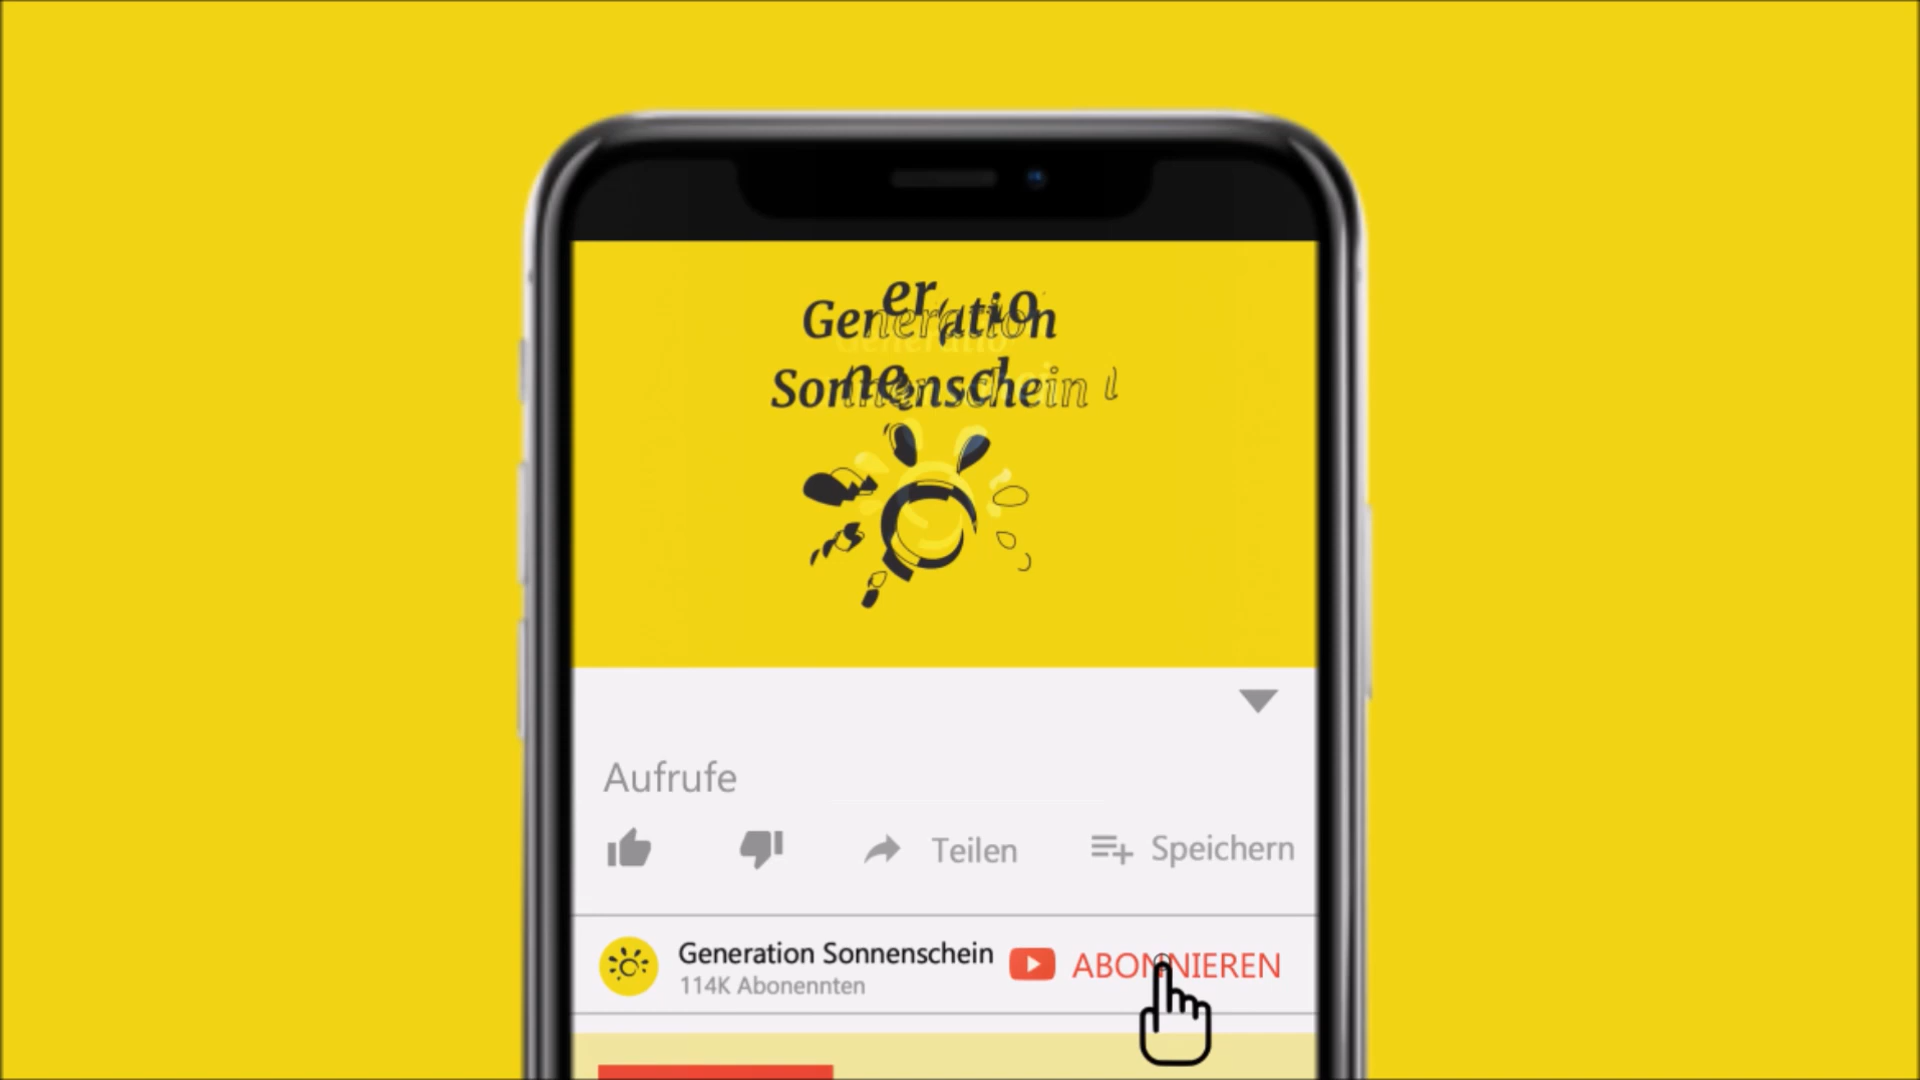 Generation
Sonnenschein
Aufrufe
Teilen
Speichern
Generation Sonnenschein
ABONNIEREN
114K Abonennten